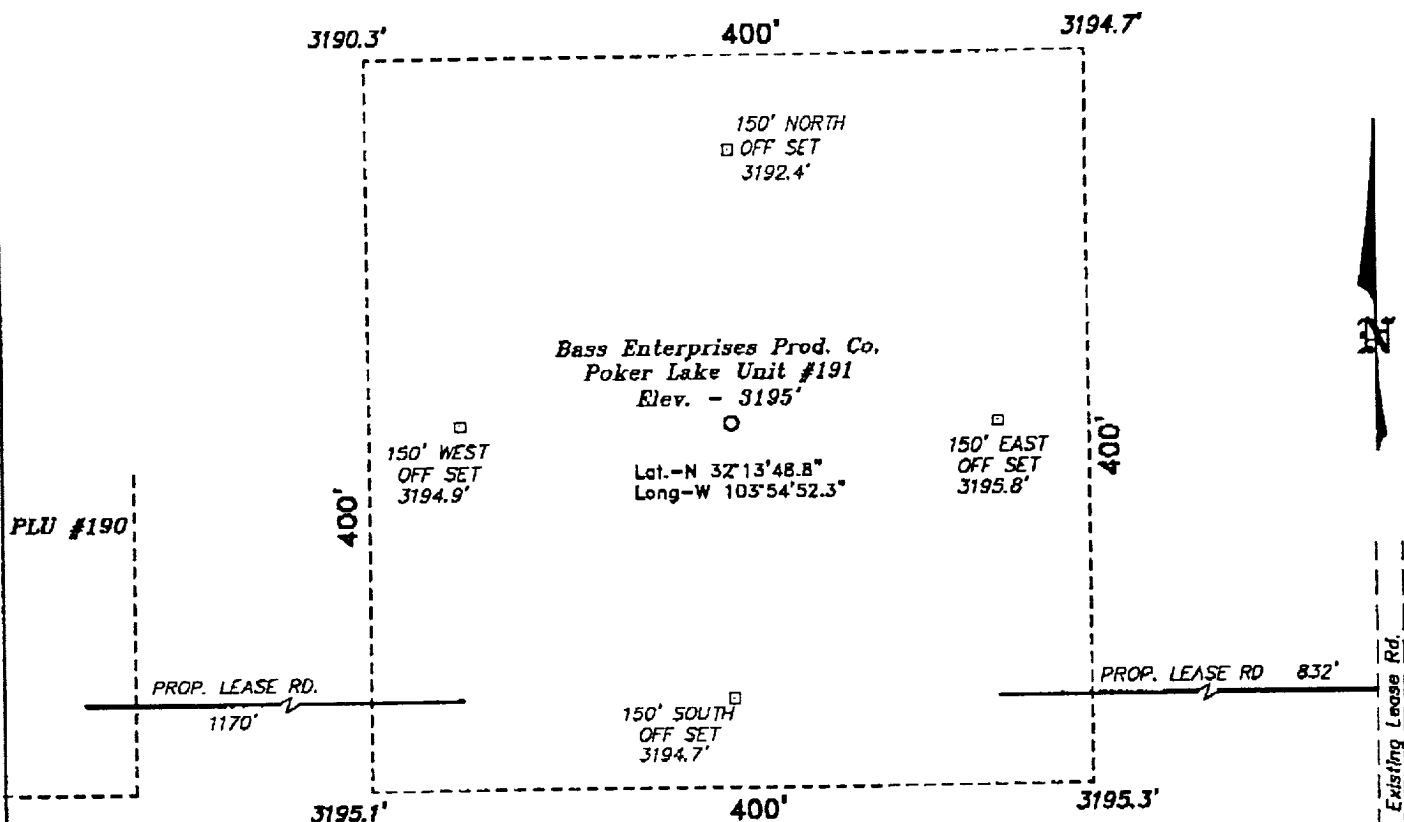 3190.3'
400'
3194.7'
150' NORTH
OFF SET
3192.4'
Bass Enterprises Prod. Co.
Poker Lake Unit #191
Elev. - 3195'
150' WEST
OFF SET
3194.9'
Lat.-N 32°13'48.8"
Long-W 103°54'52.3"
150' EAST
OFF SET
3195.8'
400'
400'
PLU #190
PROP. LEASE RD.
1170'
150' SOUTH
OFF SET
3194.7'
PROP. LEASE RD 832'
Existing Lease Rd.
3195.1'
400'
3195.3'